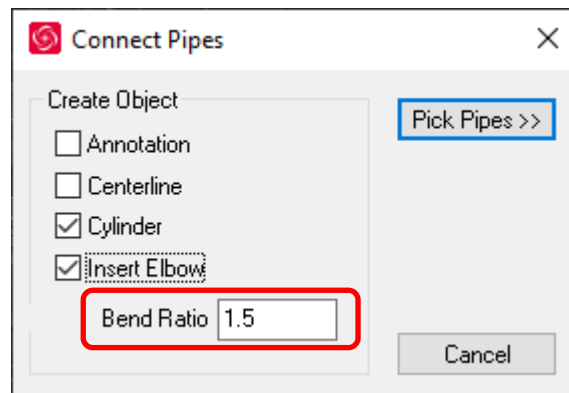 Connect Pipes
Create Object
Pick Pipes >>
Annotation
Centerline
Cylinder
Insert Elbow
Bend Ratio 1.5
Cancel